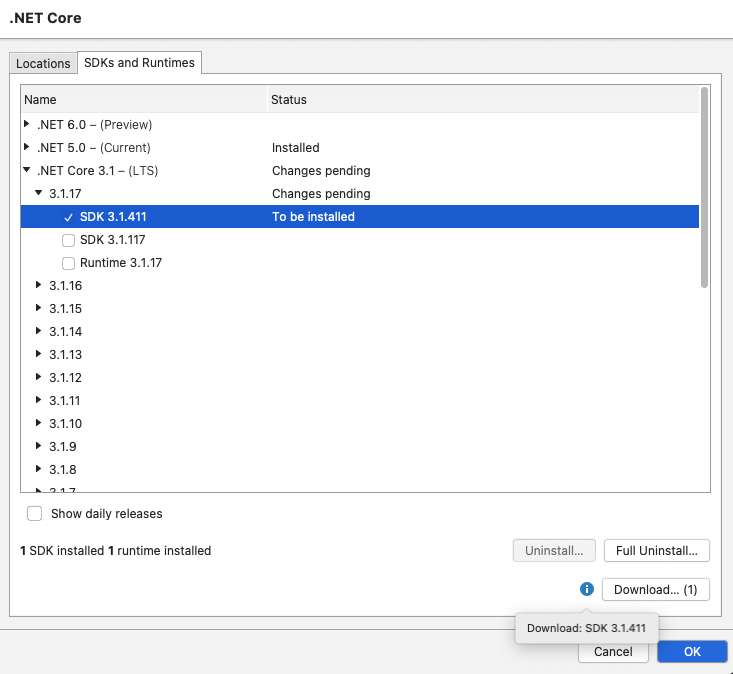 .NET Core
Locations
SDKs and Runtimes
Name Status
.NET 6.0 – (Preview)
.NET 5.0 – (Current) Installed
.NET Core 3.1 – (LTS) Changes pending
3.1.17 Changes pending
SDK 3.1.411 To be installed
SDK 3.1.117
Runtime 3.1.17
3.1.16
3.1.15
3.1.14
3.1.13
3.1.12
3.1.11
3.1.10
3.1.9
3.1.8
3.1.7
Show daily releases
1 SDK installed 1 runtime installed
Uninstall... Full Uninstall...
Download... (1)
Download: SDK 3.1.411
Cancel OK